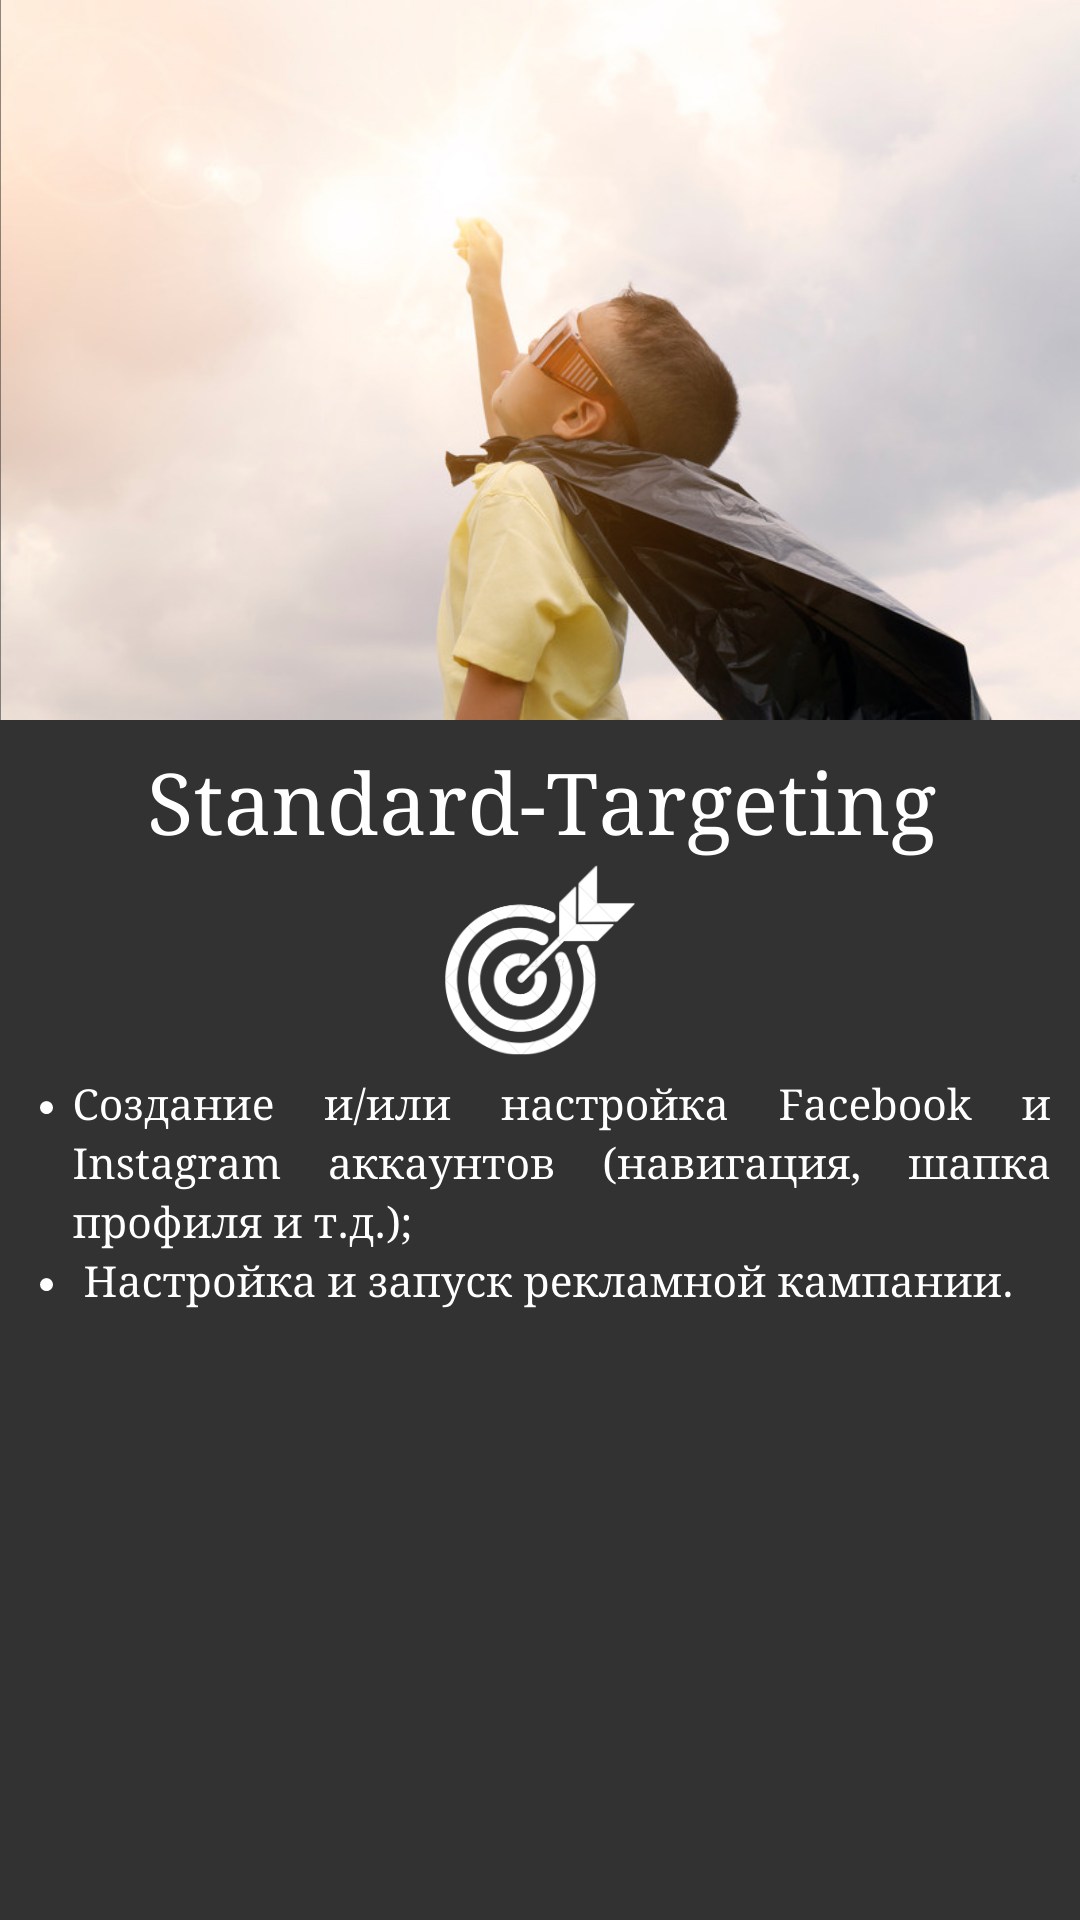 Standard-Targeting
• Создание и/или настройка Facebook и
Instagram аккаунтов (навигация, шапка
профиля и т.д.);
• Настройка и запуск рекламной кампании.